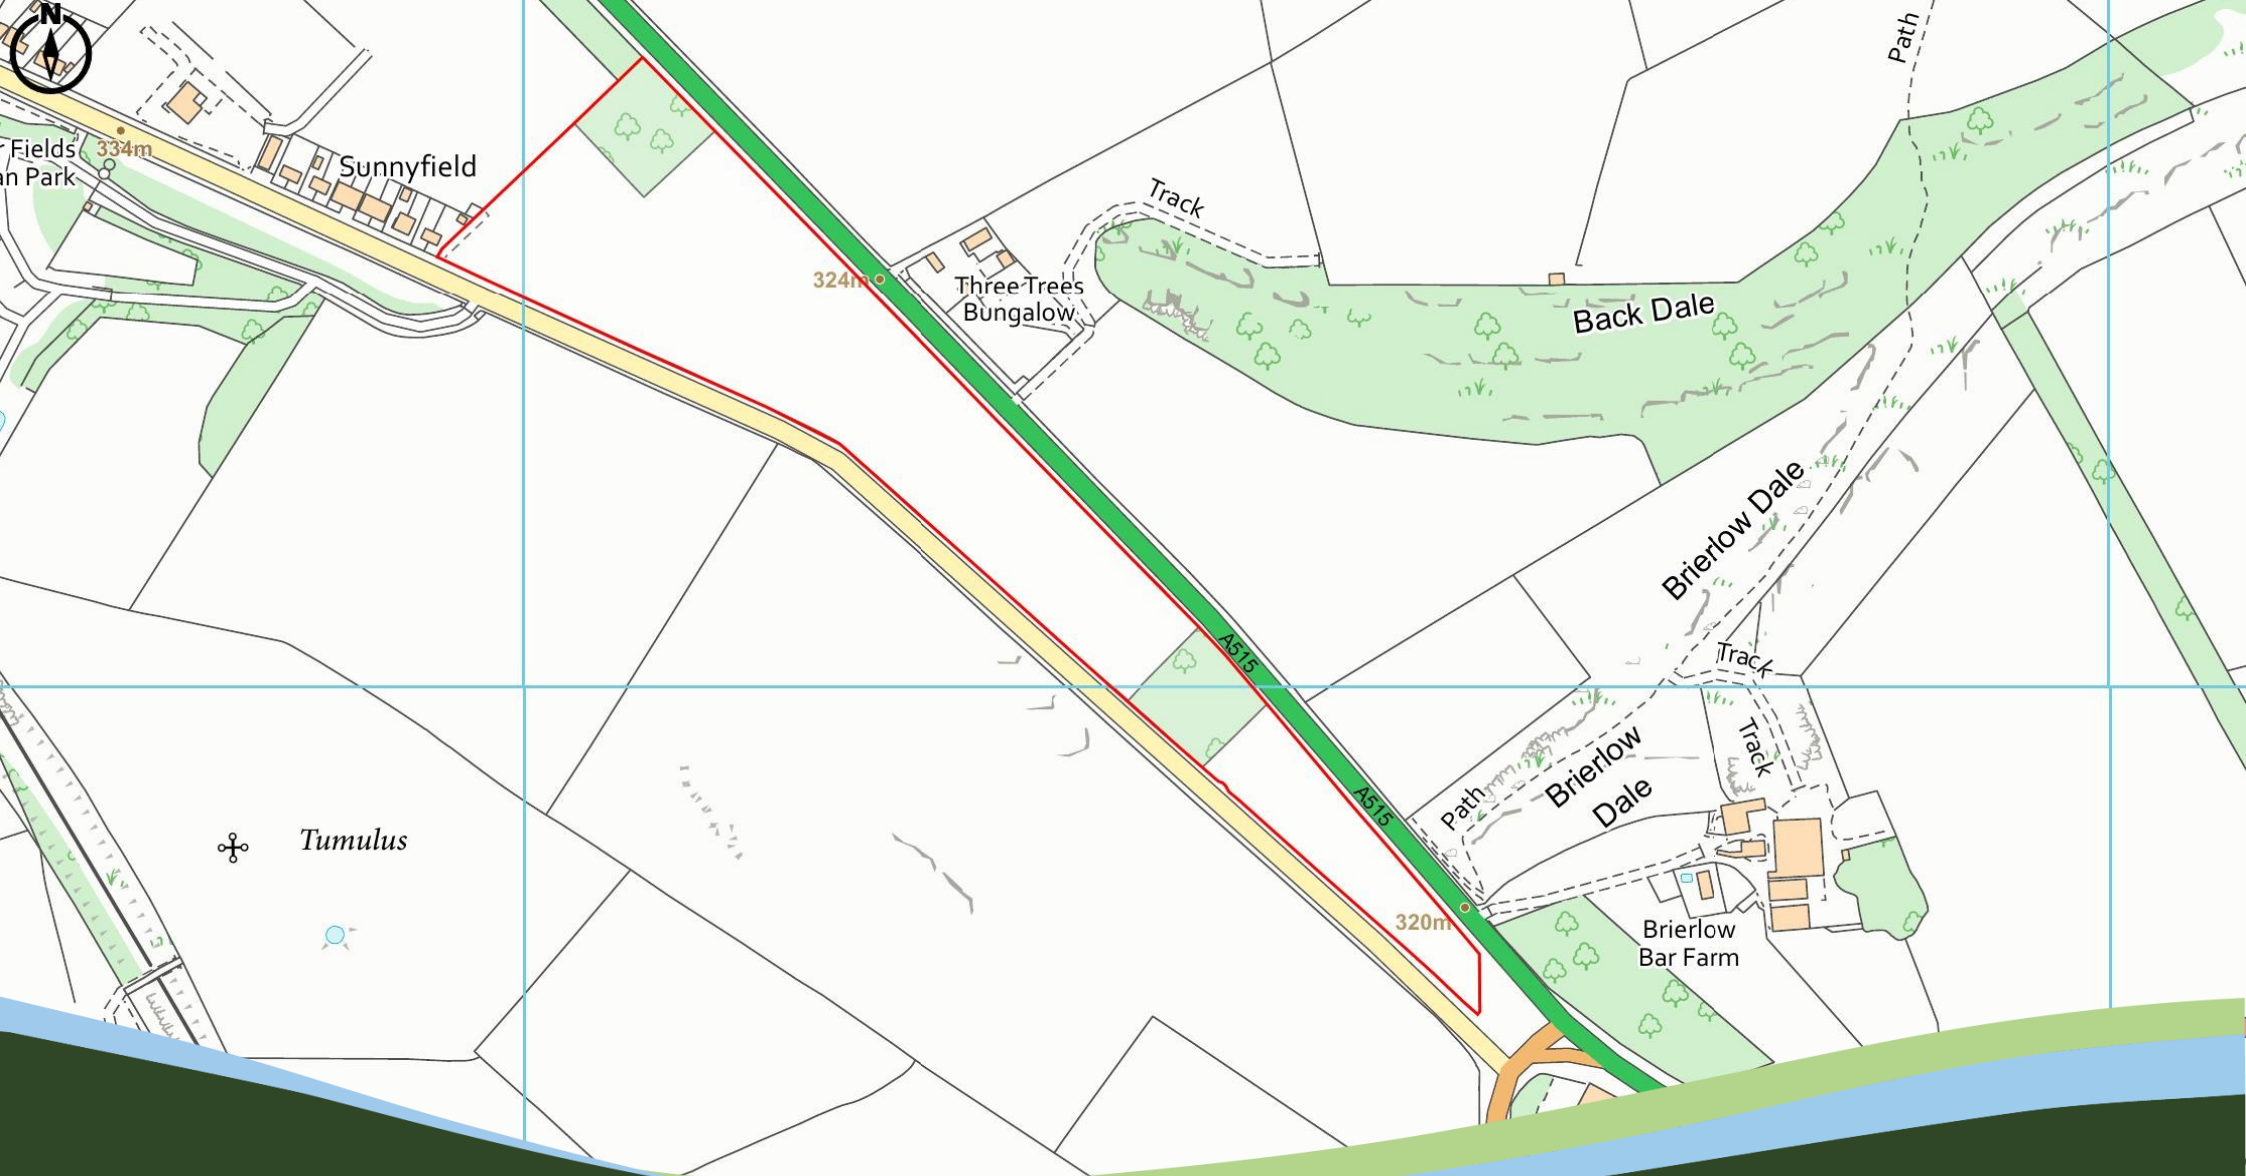 N
Path
r Fields
an Park
334m
Sunnyfield
Track
324m
Three Trees
Bungalow
Back Dale
Brierlow Dale
A515
Track
Track
Brierlow
Dale
A515
Path
Tumulus
320m
Brierlow
Bar Farm